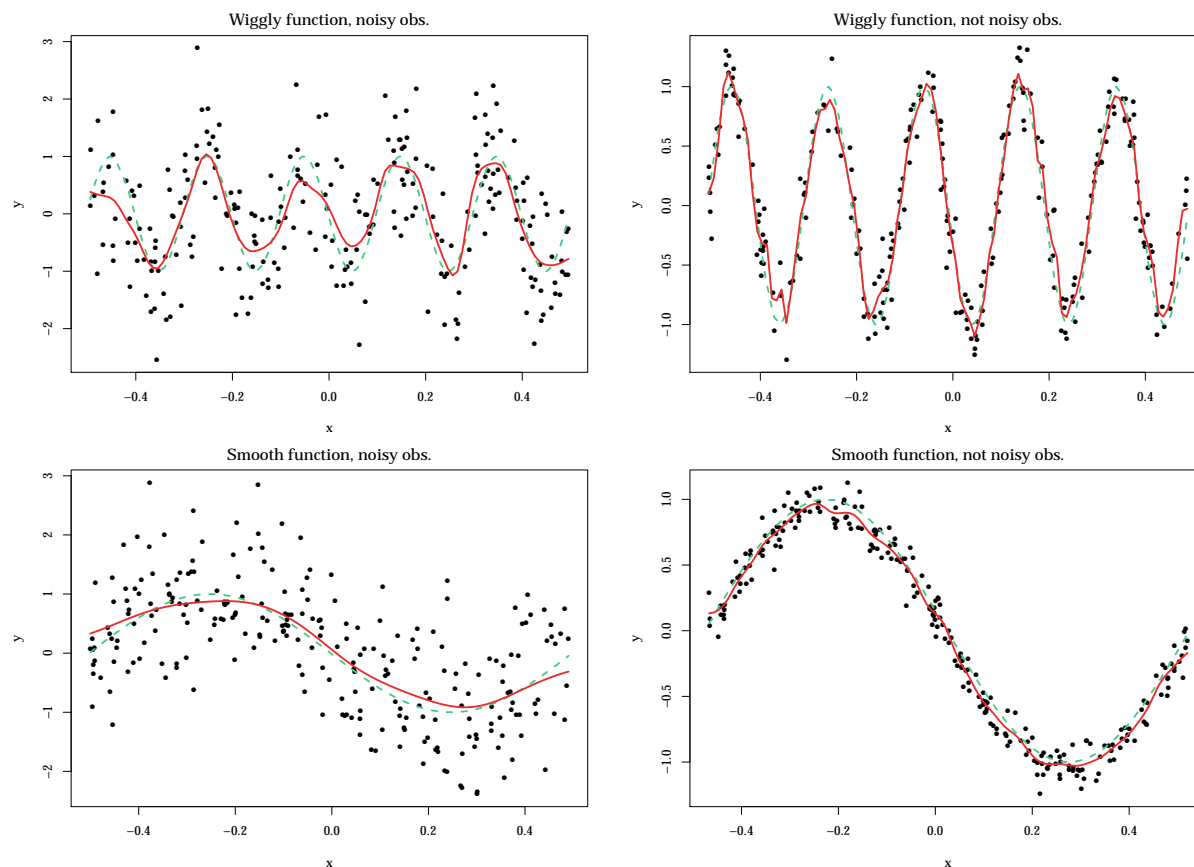 Wiggly function, noisy obs.
3
2
1
0
−1
−2
y
−0.4 −0.2 0.0 0.2 0.4
x
Wiggly function, not noisy obs.
1.0
0.5
0.0
−0.5
−1.0
y
−0.4 −0.2 0.0 0.2 0.4
x
Smooth function, noisy obs.
3
2
1
0
−1
−2
y
−0.4 −0.2 0.0 0.2 0.4
x
Smooth function, not noisy obs.
1.0
0.5
0.0
−0.5
−1.0
y
−0.4 −0.2 0.0 0.2 0.4
x